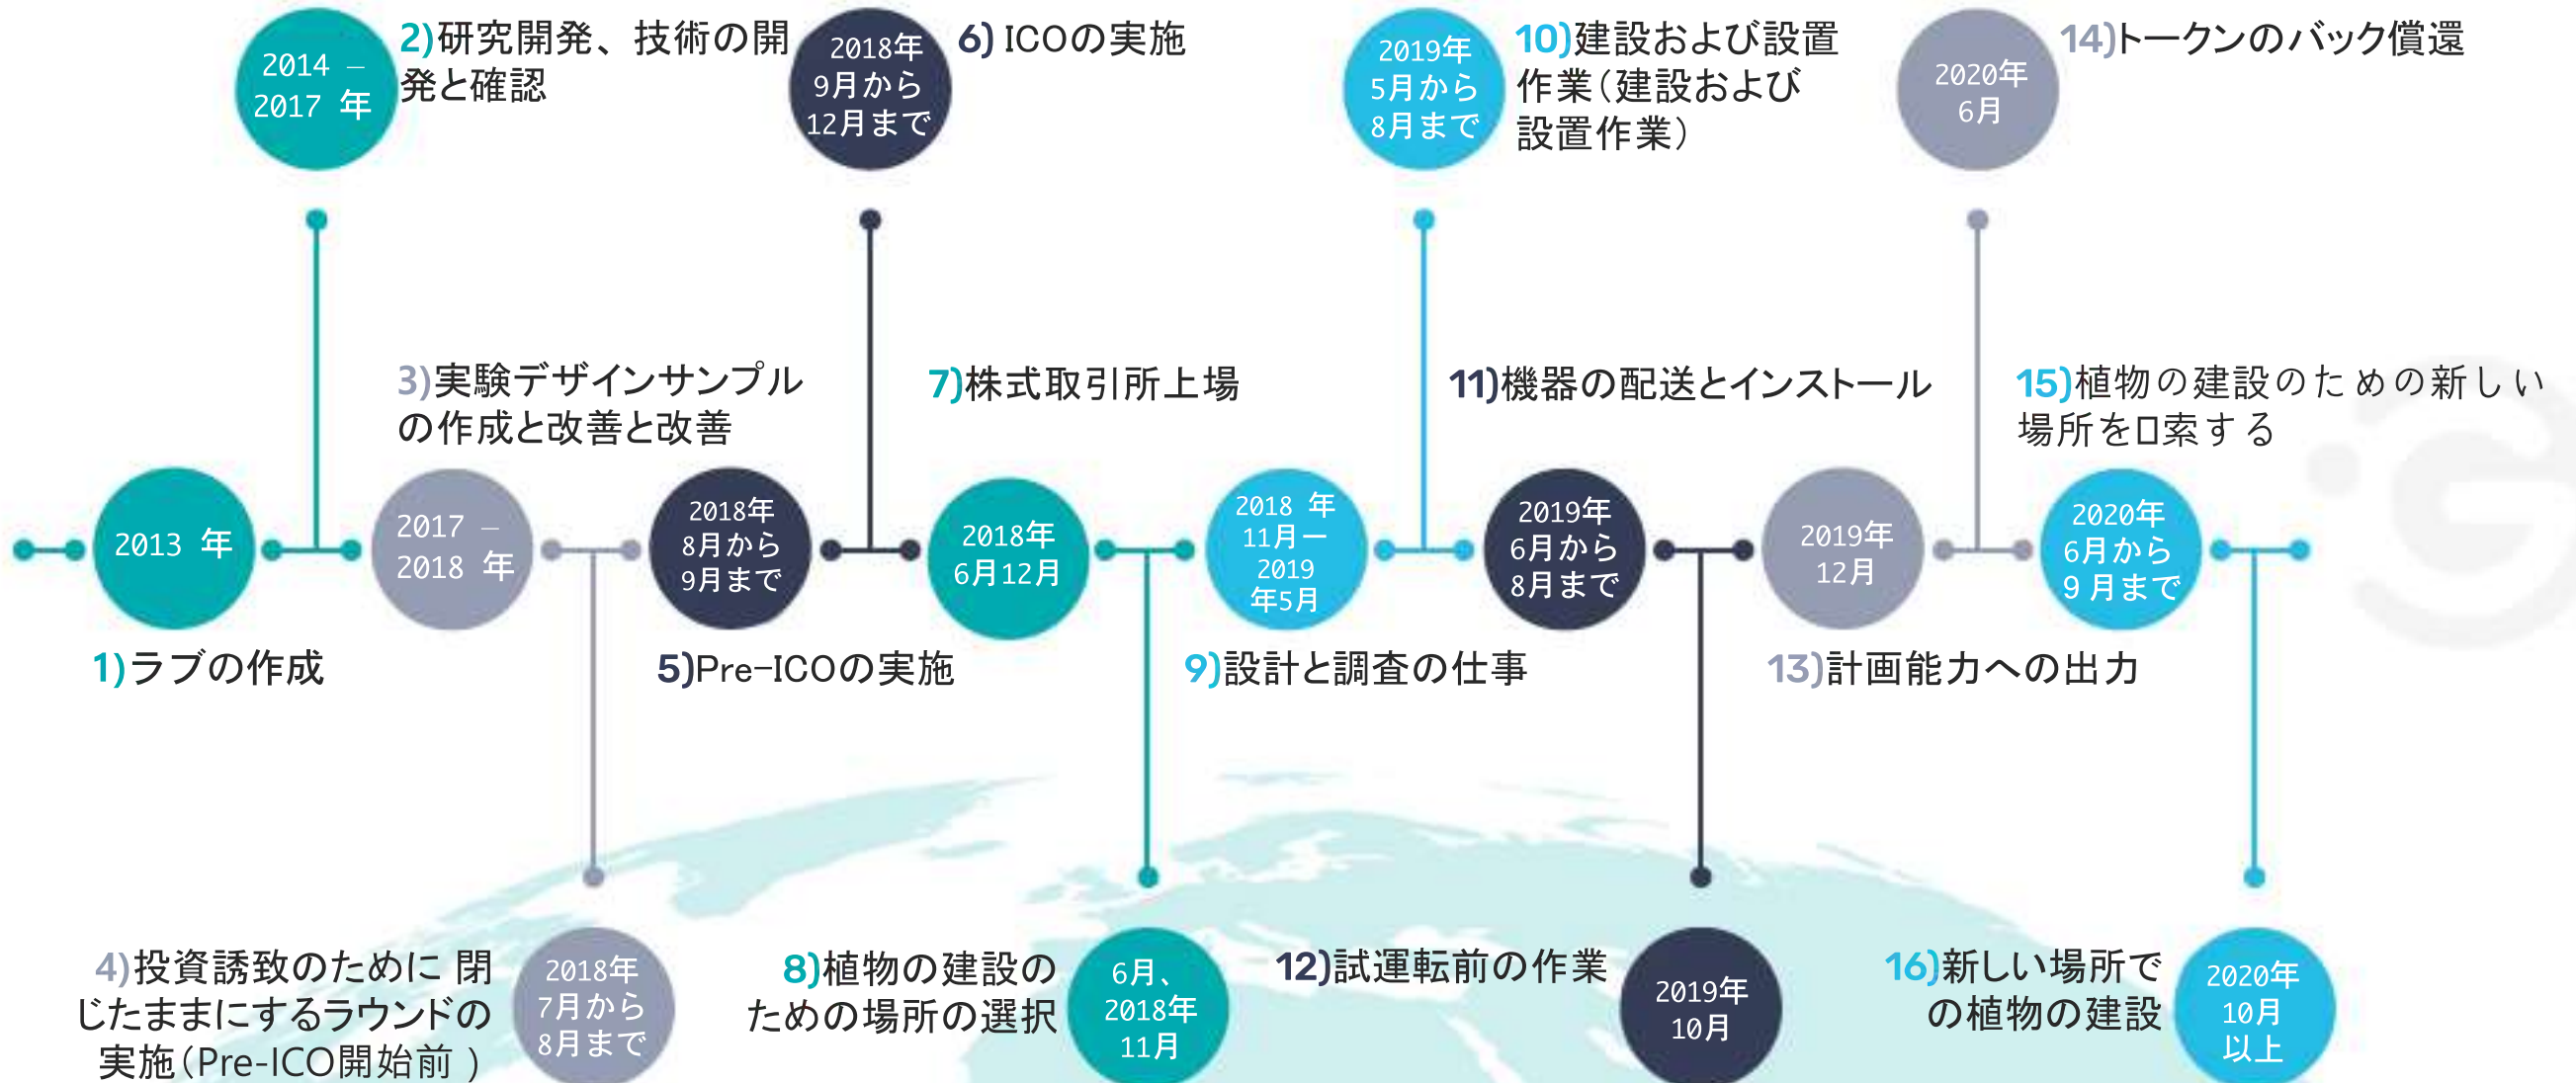 2014 –
2017 年
2)研究開発、技術の開
発と確認
2018年
9月から
12月まで
6) ICOの実施
2019年
5月から
8月まで
10)建設および設置
作業(建設および
設置作業)
2020年
6月
14)トークンのバック償還
3)実験デザインサンプル
の作成と改善と改善
7)株式取引所上場
11)機器の配送とインストール
15)植物の建設のための新しい
場所を□索する
2013 年
2017 –
2018 年
2018年
8月から
9月まで
2018年
6月12月
2018 年
11月ー
2019
年5月
2019年
6月から
8月まで
2019年
12月
2020年
6月から
9 月まで
1)ラブの作成
5)Pre-ICOの実施
9)設計と調査の仕事
13)計画能力への出力
4)投資誘致のために 閉
じたままにするラウンドの
実施(Pre-ICO開始前 )
2018年
7月から
8月まで
8)植物の建設の
ための場所の選択
6月、
2018年
11月
12)試運転前の作業
2019年
10月
16)新しい場所で
の植物の建設
2020年
10月
以上